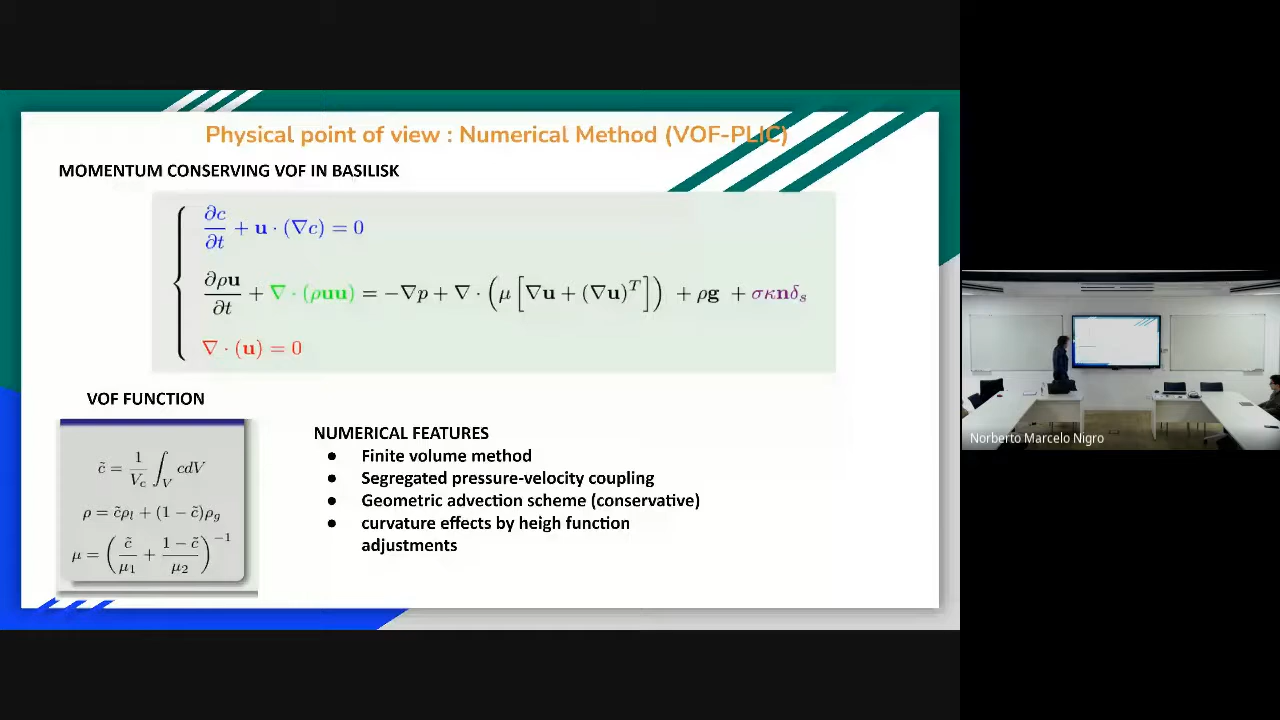 Physical point of view : Numerical Method (VOF-PLIC)
MOMENTUM CONSERVING VOF IN BASILISK
∂c/∂t + u · (∇c) = 0
∂ρu/∂t + ∇ · (ρuu) = −∇p + ∇ · (μ [∇u + (∇u)^T]) + ρg + σκnδ_s
∇ · (u) = 0
VOF FUNCTION
c̃ = 1/V_c ∫_V cdV
ρ = c̃ρ_l + (1 − c̃)ρ_g
μ = (c̃/μ_1 + (1 − c̃)/μ_2)^−1
NUMERICAL FEATURES
● Finite volume method
● Segregated pressure-velocity coupling
● Geometric advection scheme (conservative)
● curvature effects by heigh function
adjustments
Norberto Marcelo Nigro